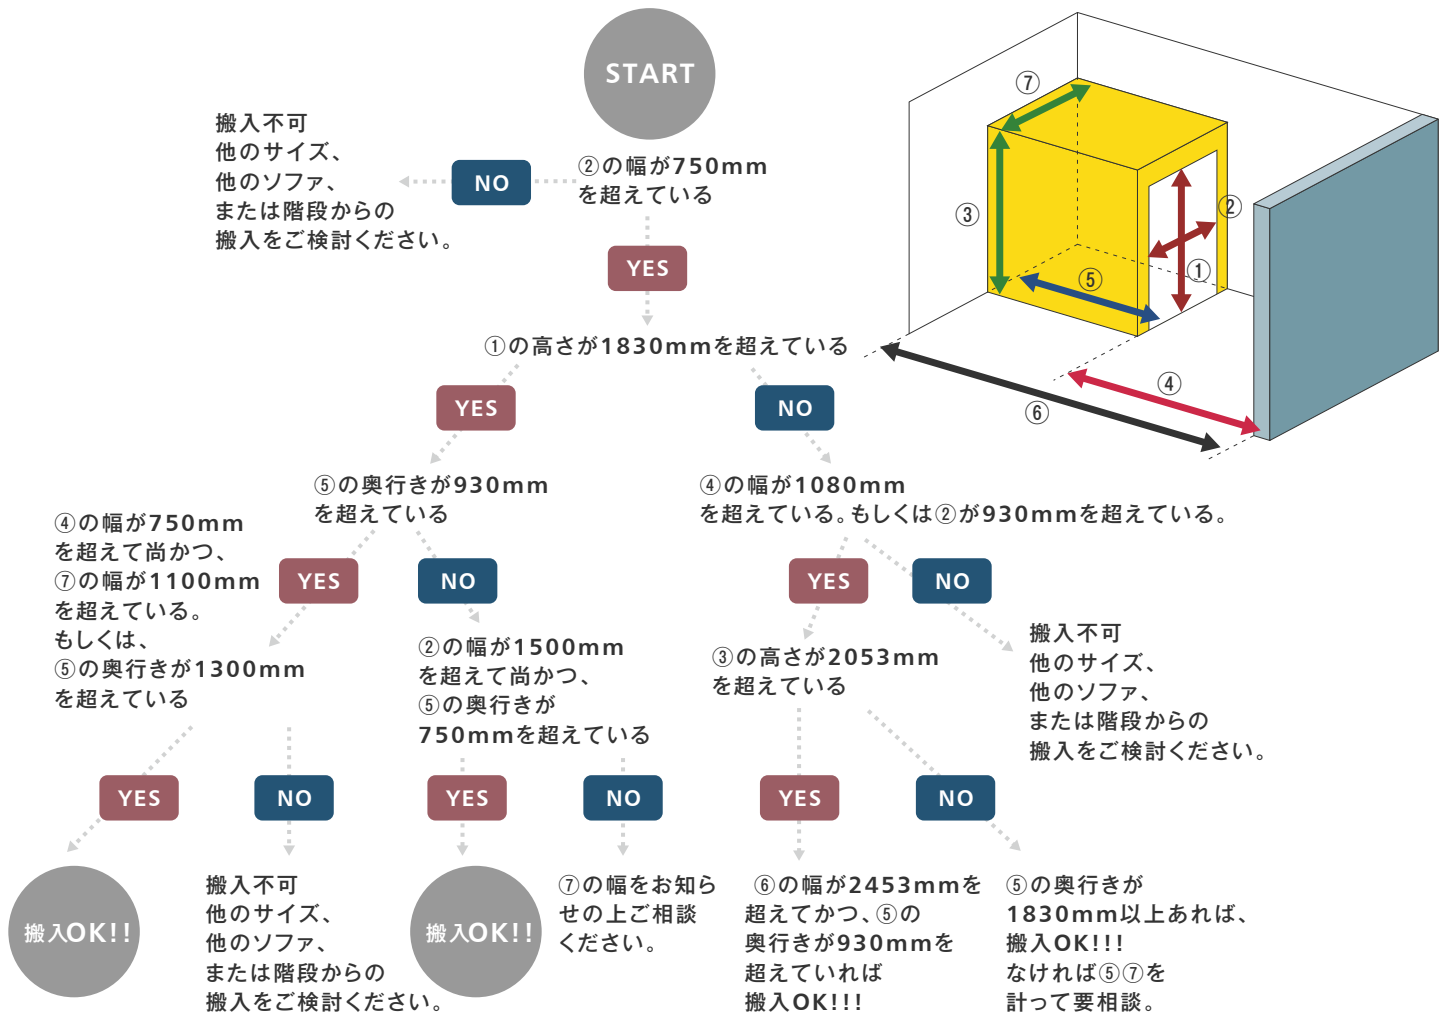 START
②の幅が750mm
を超えている
NO
搬入不可
他のサイズ、
他のソファ、
または階段からの
搬入をご検討ください。
YES
①の高さが1830mmを超えている
YES
NO
⑤の奥行きが930mm
を超えている
④の幅が1080mm
を超えている。もしくは②が930mmを超えている。
YES
NO
YES
NO
④の幅が750mm
を超えて尚かつ、
⑦の幅が1100mm
を超えている。
もしくは、
⑤の奥行きが1300mm
を超えている
②の幅が1500mm
を超えて尚かつ、
⑤の奥行きが
750mmを超えている
③の高さが2053mm
を超えている
搬入不可
他のサイズ、
他のソファ、
または階段からの
搬入をご検討ください。
YES
NO
YES
NO
YES
NO
搬入OK!!
搬入不可
他のサイズ、
他のソファ、
または階段からの
搬入をご検討ください。
搬入OK!!
⑦の幅をお知ら
せの上ご相談
ください。
⑥の幅が2453mmを
超えてかつ、⑤の
奥行きが930mmを
超えていれば
搬入OK!!!
⑤の奥行きが
1830mm以上あれば、
搬入OK!!!
なければ⑤⑦を
計って要相談。
⑦
③
②
①
⑤
④
⑥